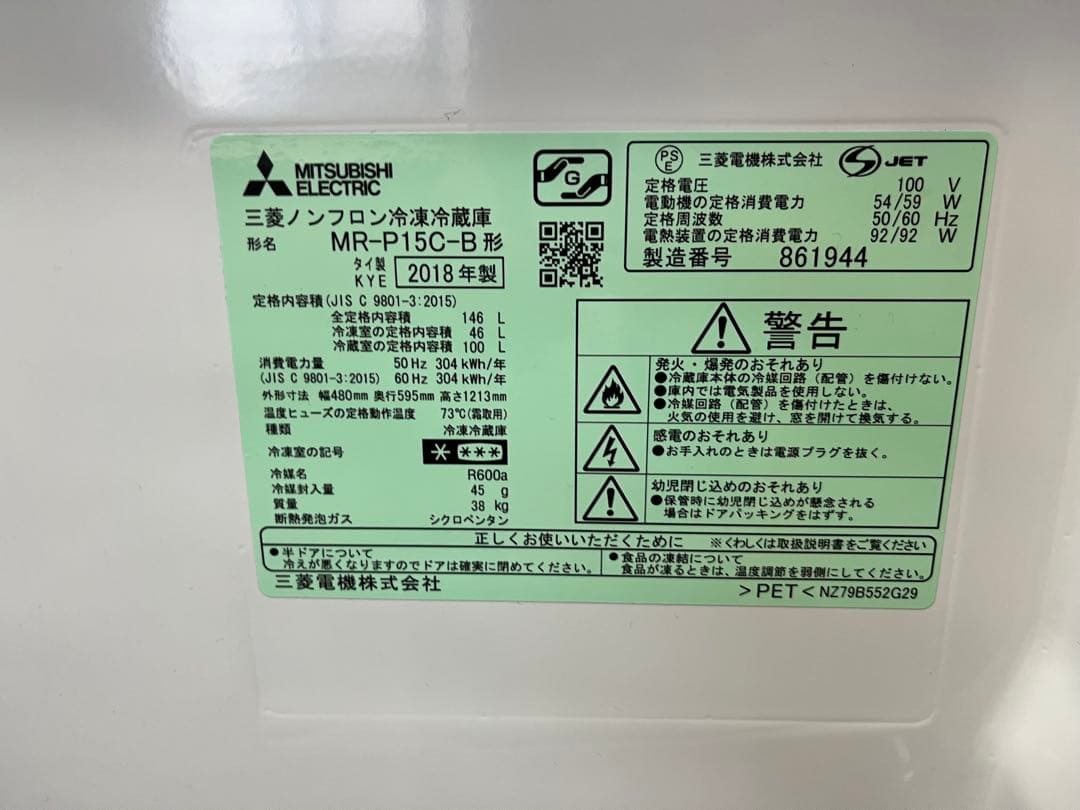 MITSUBISHI
ELECTRIC
三菱ノンフロン冷凍冷蔵庫
形名 MR-P15C-B形
タイ製
KYE 2018年製
定格内容積(JIS C 9801-3:2015)
全定格内容積 146 L
冷凍室の定格内容積 46 L
冷蔵室の定格内容積 100 L
消費電力量 50Hz 304kWh/年
(JIS C 9801-3:2015) 60Hz 304kWh/年
外形寸法 幅480mm 奥行595mm 高さ1213mm
温度ヒューズの定格動作温度 73℃(霜取用)
種類 冷凍冷蔵庫
冷凍室の記号 * ***
冷媒名 R600a
冷媒封入量 45 g
質量 38 kg
断熱発泡ガス シクロペンタン
G
PS
E
三菱電機株式会社 S JET
定格電圧 100 V
電動機の定格消費電力 54/59 W
定格周波数 50/60 Hz
電熱装置の定格消費電力 92/92 W
製造番号 861944
警告
発火・爆発のおそれあり
●冷蔵庫本体の冷媒回路（配管）を傷付けない。
●庫内では電気製品を使用しない。
●冷媒回路（配管）を傷付けたときは、
火気の使用を避け、窓を開けて換気する。
感電のおそれあり
●お手入れのときは電源プラグを抜く。
幼児閉じ込めのおそれあり
●保管時に幼児閉じ込めが懸念される
場合はドアパッキングをはずす。
正しくお使いいただくために ※くわしくは取扱説明書をご覧ください
●半ドアについて
冷えが悪くなりますのでドアは確実に閉めてください。
●食品の凍結について
食品が凍るときは、温度調節を弱側にしてください。
三菱電機株式会社
>PET< NZ79B552G29